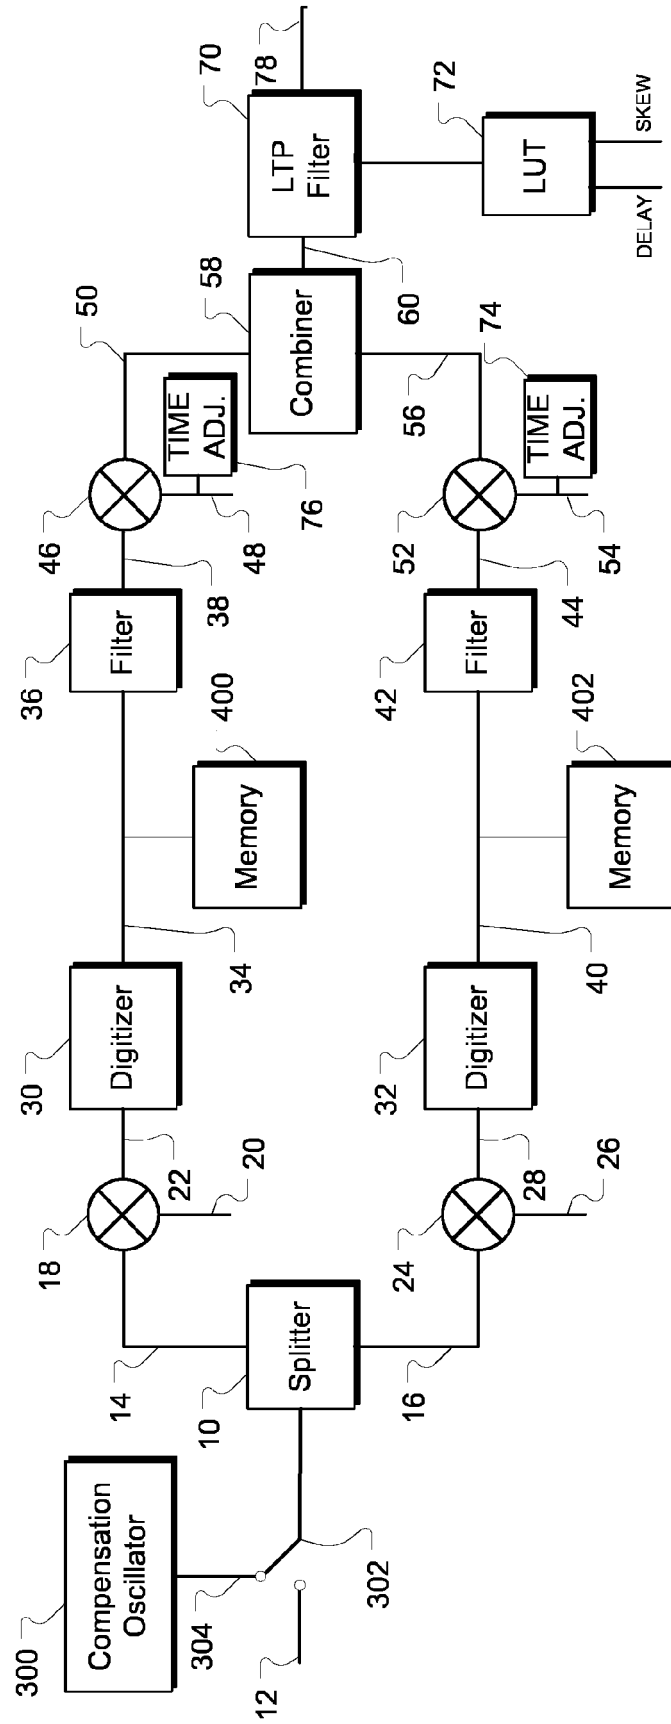 300
Compensation
Oscillator
304
12
302
14
10
Splitter
16
18
22
20
24
28
26
30
Digitizer
34
32
Digitizer
40
400
Memory
402
Memory
36
Filter
38
42
Filter
44
46
48
50
TIME
ADJ.
76
52
54
56
TIME
ADJ.
74
58
Combiner
60
70
LTP
Filter
78
72
LUT
DELAY
SKEW